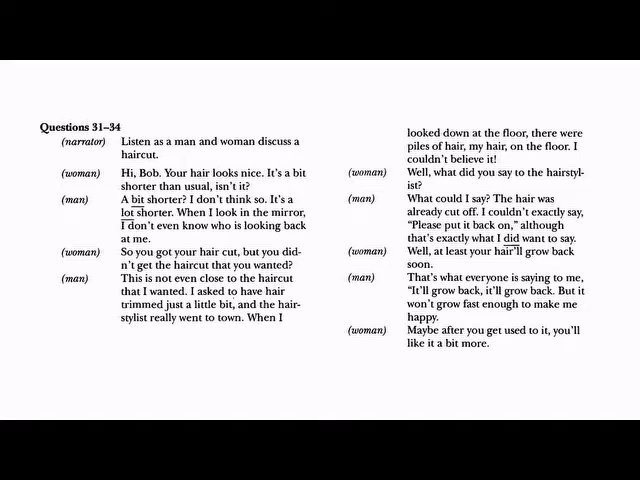 Questions 31–34
(narrator) Listen as a man and woman discuss a
haircut.
(woman) Hi, Bob. Your hair looks nice. It's a bit
shorter than usual, isn't it?
(man) A bit shorter? I don't think so. It's a
lot shorter. When I look in the mirror,
I don't even know who is looking back
at me.
(woman) So you got your hair cut, but you did-
n't get the haircut that you wanted?
(man) This is not even close to the haircut
that I wanted. I asked to have hair
trimmed just a little bit, and the hair-
stylist really went to town. When I
looked down at the floor, there were
piles of hair, my hair, on the floor. I
couldn't believe it!
(woman) Well, what did you say to the hairstyl-
ist?
(man) What could I say? The hair was
already cut off. I couldn't exactly say,
"Please put it back on," although
that's exactly what I did want to say.
(woman) Well, at least your hair'll grow back
soon.
(man) That's what everyone is saying to me,
"It'll grow back, it'll grow back. But it
won't grow fast enough to make me
happy.
(woman) Maybe after you get used to it, you'll
like it a bit more.